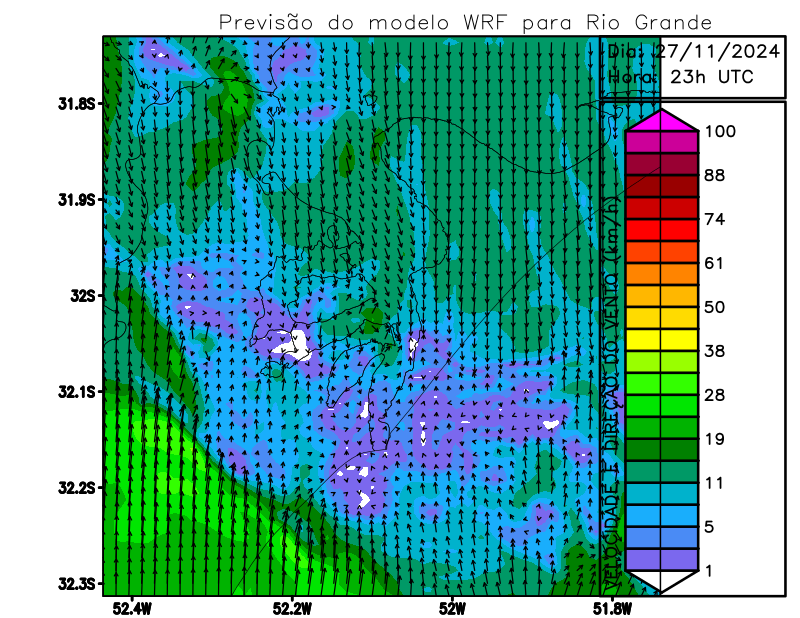 Previsão do modelo WRF para Rio Grande
Dia: 27/11/2024
Hora: 23h UTC
31.8S
31.9S
32S
32.1S
32.2S
32.3S
52.4W
52.2W
52W
51.8W
VELOCIDADE E DIREÇÃO DO VENTO (km/h)
100
88
74
61
50
38
28
19
11
5
1